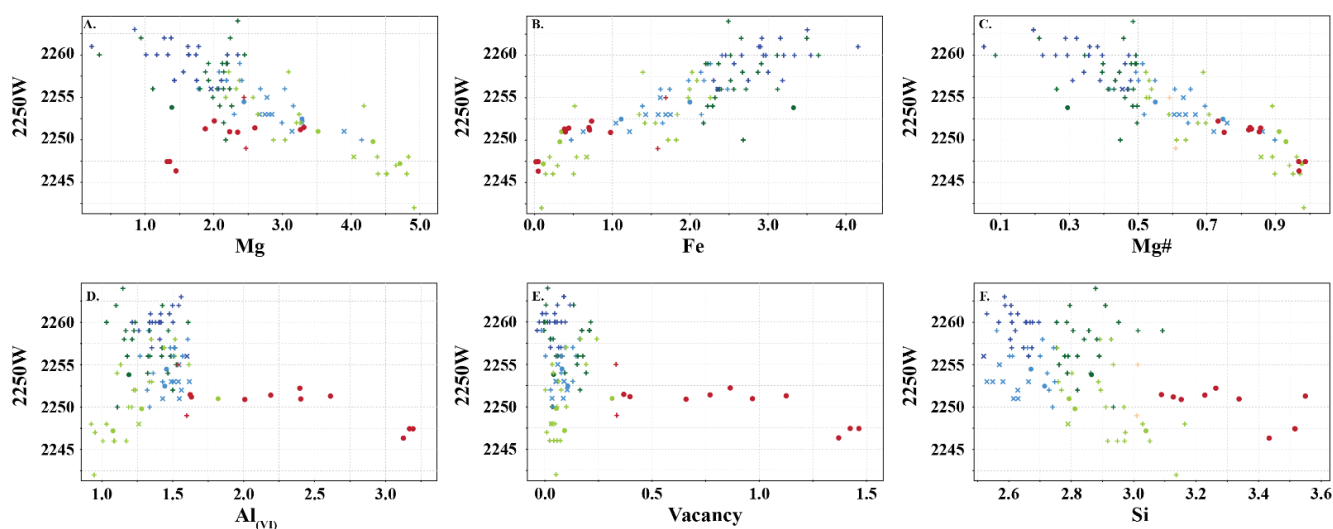 A.
2250W
2260
2255
2250
2245
1.0 2.0 3.0 4.0 5.0
Mg
B.
2250W
2260
2255
2250
2245
0.0 1.0 2.0 3.0 4.0
Fe
C.
2250W
2260
2255
2250
2245
0.1 0.3 0.5 0.7 0.9
Mg#
D.
2250W
2260
2255
2250
2245
1.0 1.5 2.0 2.5 3.0
Al(VI)
E.
2250W
2260
2255
2250
2245
0.0 0.5 1.0 1.5
Vacancy
F.
2250W
2260
2255
2250
2245
2.6 2.8 3.0 3.2 3.4 3.6
Si